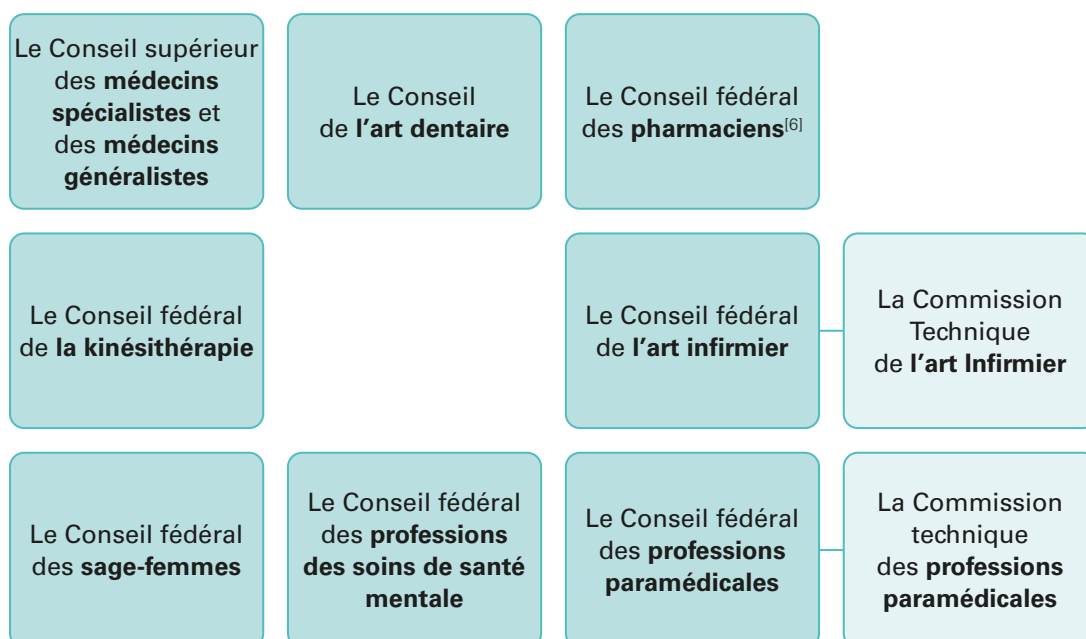 Le Conseil supérieur
des médecins
spécialistes et
des médecins
généralistes
Le Conseil
de l’art dentaire
Le Conseil fédéral
des pharmaciens[6]
Le Conseil fédéral
de la kinésithérapie
Le Conseil fédéral
de l’art infirmier
La Commission
Technique
de l’art Infirmier
Le Conseil fédéral
des sage-femmes
Le Conseil fédéral
des professions
des soins de santé
mentale
Le Conseil fédéral
des professions
paramédicales
La Commission
technique
des professions
paramédicales